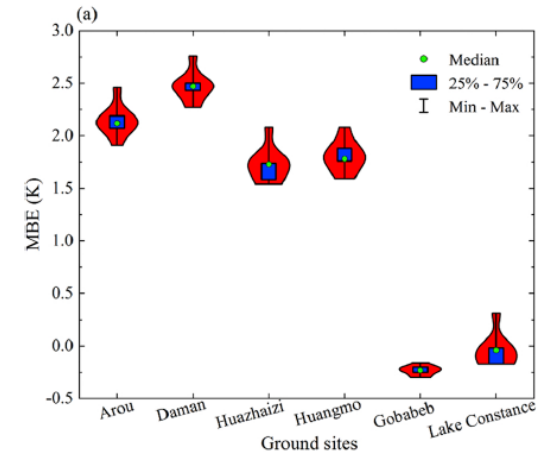 (a)
3.0
2.5
2.0
1.5
1.0
0.5
0.0
-0.5
MBE (K)
Median
25% - 75%
Min - Max
Arou
Daman
Huazhaizi
Huangmo
Gobabeb
Lake Constance
Ground sites